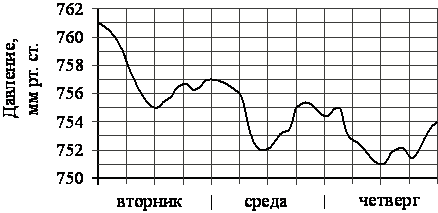 Давление,
мм рт. ст.
762
760
758
756
754
752
750
вторник
среда
четверг